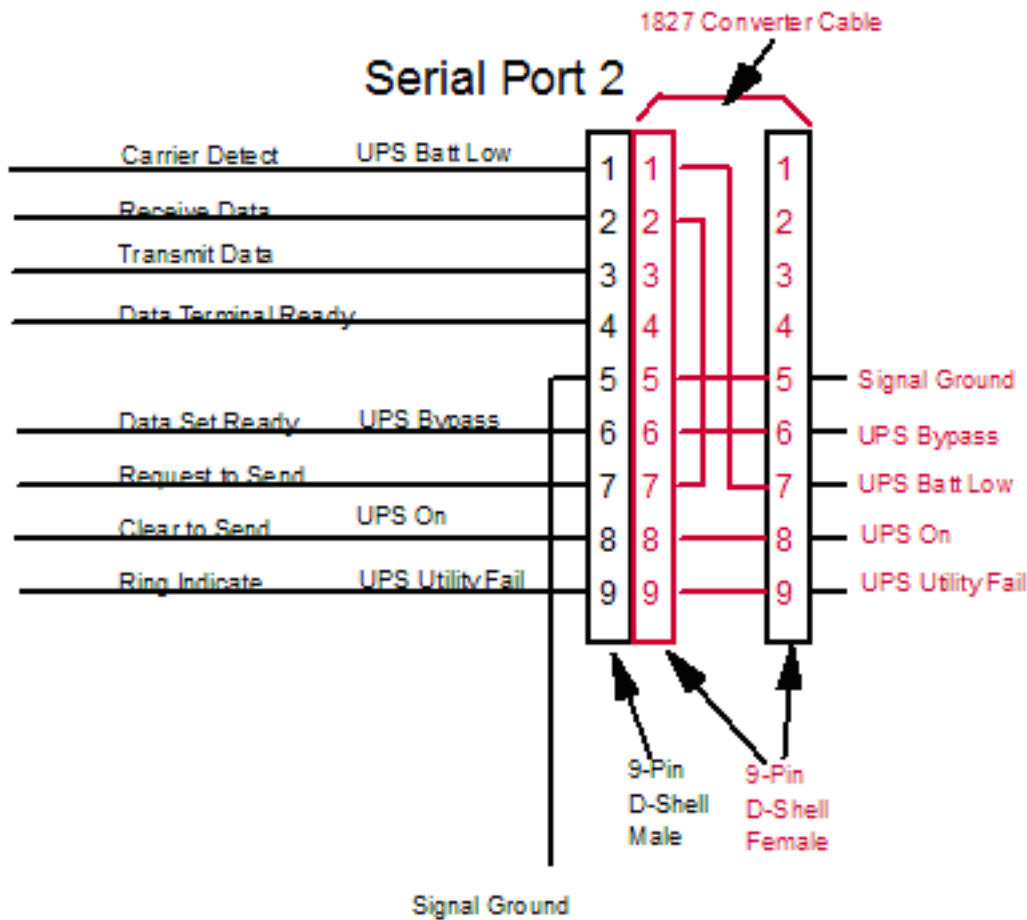 1827 Converter Cable
Serial Port 2
Carrier Detect UPS Batt Low 1 1 1
Receive Data 2 2 2
Transmit Data 3 3 3
Data Terminal Ready 4 4 4
5 5 5 Signal Ground
Data Set Ready UPS Bypass 6 6 6 UPS Bypass
Request to Send 7 7 7 UPS Batt Low
Clear to Send UPS On 8 8 8 UPS On
Ring Indicate UPS Utility Fail 9 9 9 UPS Utility Fail
9-Pin
D-Shell
Male
9-Pin
D-Shell
Female
Signal Ground